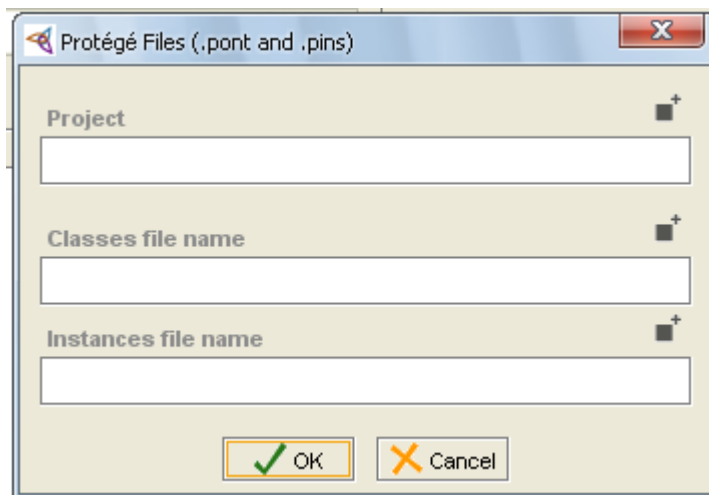 Protégé Files (.pont and .pins)
Project
Classes file name
Instances file name
OK
Cancel